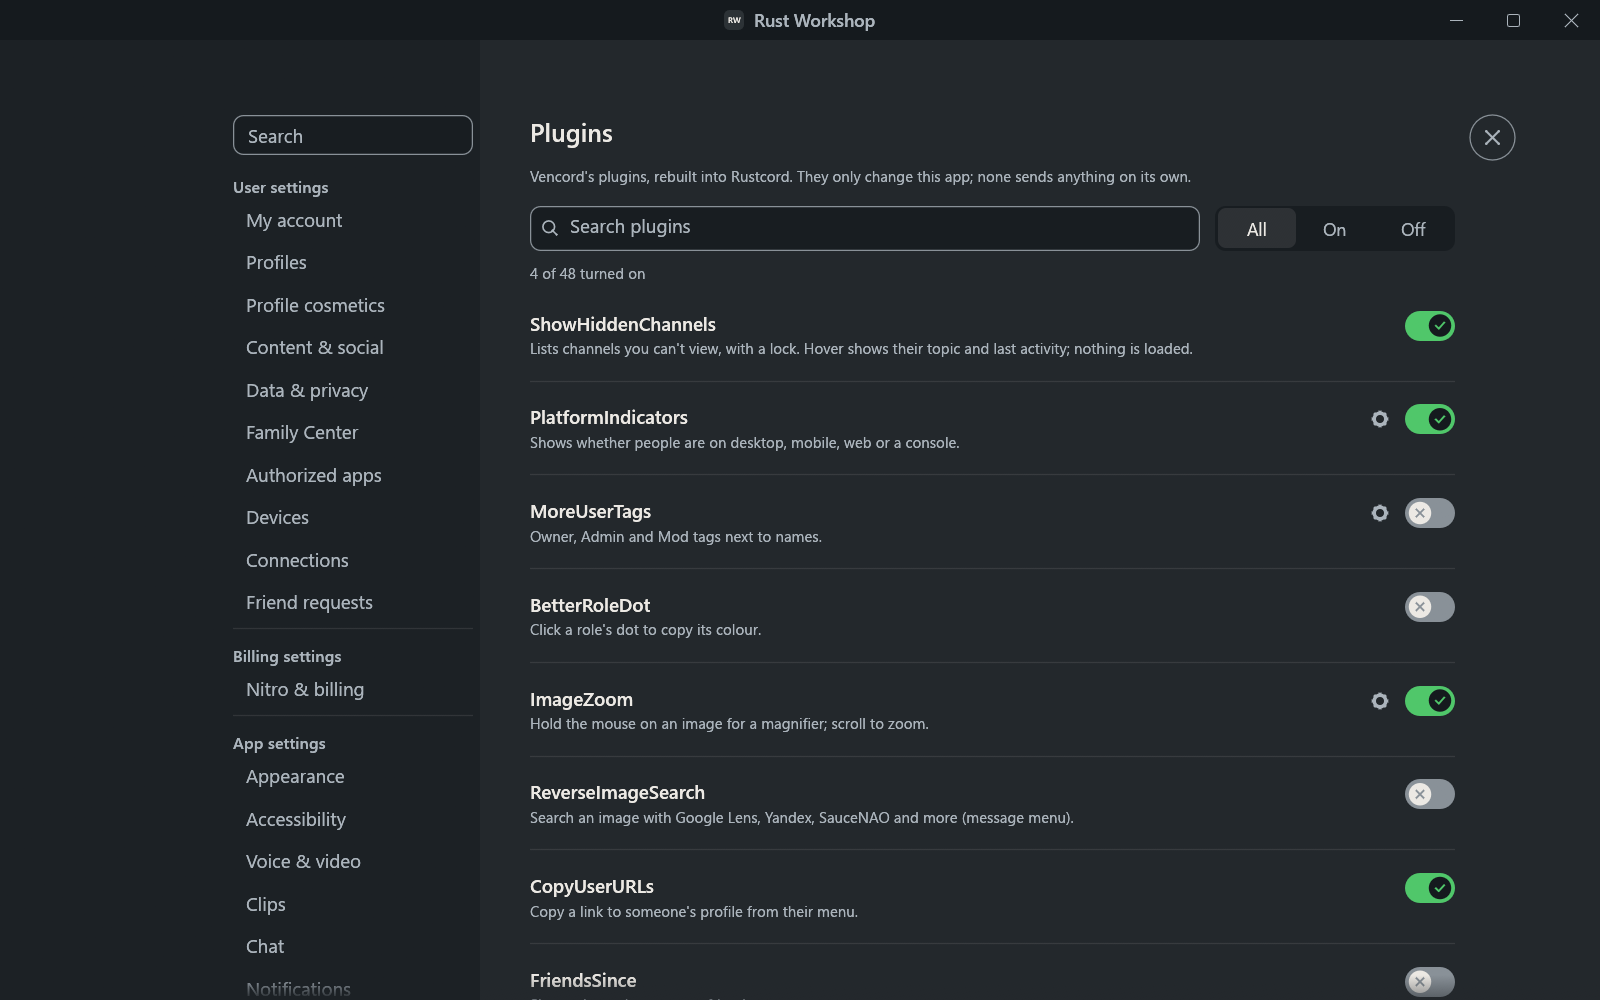 RW Rust Workshop
Search
User settings
My account
Profiles
Profile cosmetics
Content & social
Data & privacy
Family Center
Authorized apps
Devices
Connections
Friend requests
Billing settings
Nitro & billing
App settings
Appearance
Accessibility
Voice & video
Clips
Chat
Notifications
Plugins
Vencord's plugins, rebuilt into Rustcord. They only change this app; none sends anything on its own.
Search plugins
All On Off
4 of 48 turned on
ShowHiddenChannels
Lists channels you can't view, with a lock. Hover shows their topic and last activity; nothing is loaded.
PlatformIndicators
Shows whether people are on desktop, mobile, web or a console.
MoreUserTags
Owner, Admin and Mod tags next to names.
BetterRoleDot
Click a role's dot to copy its colour.
ImageZoom
Hold the mouse on an image for a magnifier; scroll to zoom.
ReverseImageSearch
Search an image with Google Lens, Yandex, SauceNAO and more (message menu).
CopyUserURLs
Copy a link to someone's profile from their menu.
FriendsSince